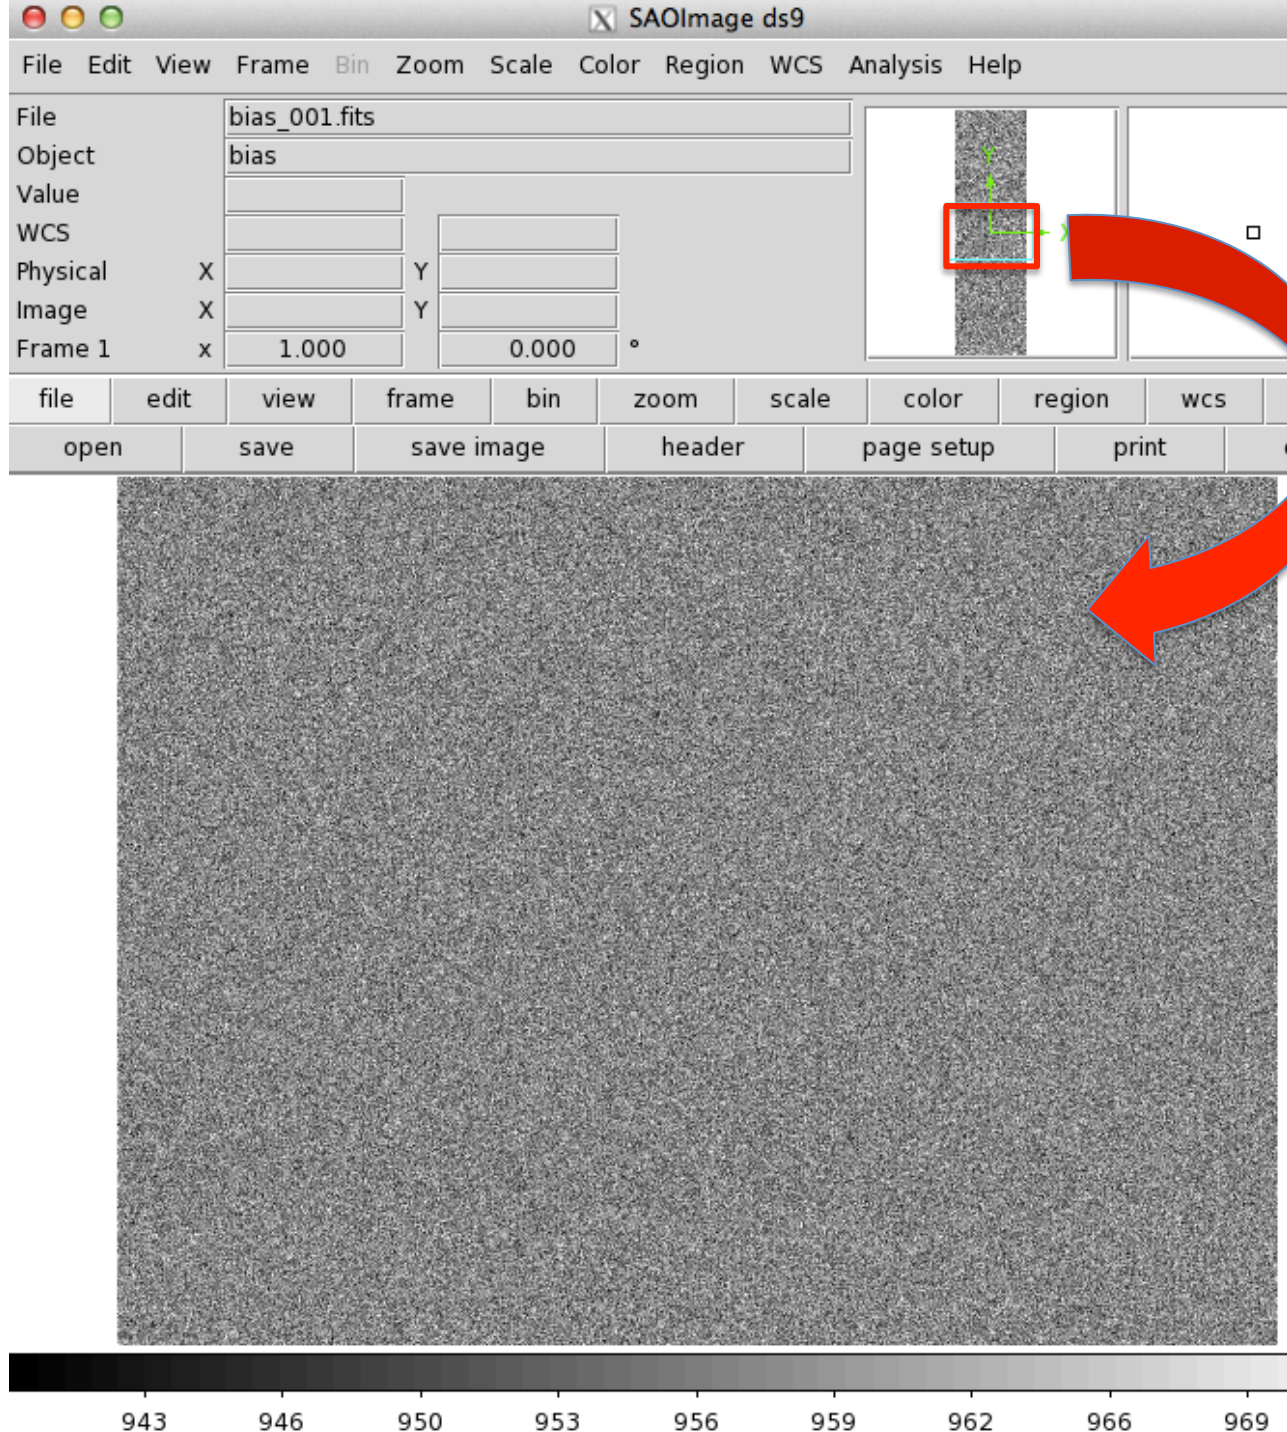 SAOImage ds9
File Edit View Frame Bin Zoom Scale Color Region WCS Analysis Help
File bias_001.fits
Object bias
Value
WCS
Physical X Y
Image X Y
Frame 1 x 1.000 0.000 °
Y
X
file edit view frame bin zoom scale color region wcs
open save save image header page setup print
943 946 950 953 956 959 962 966 969